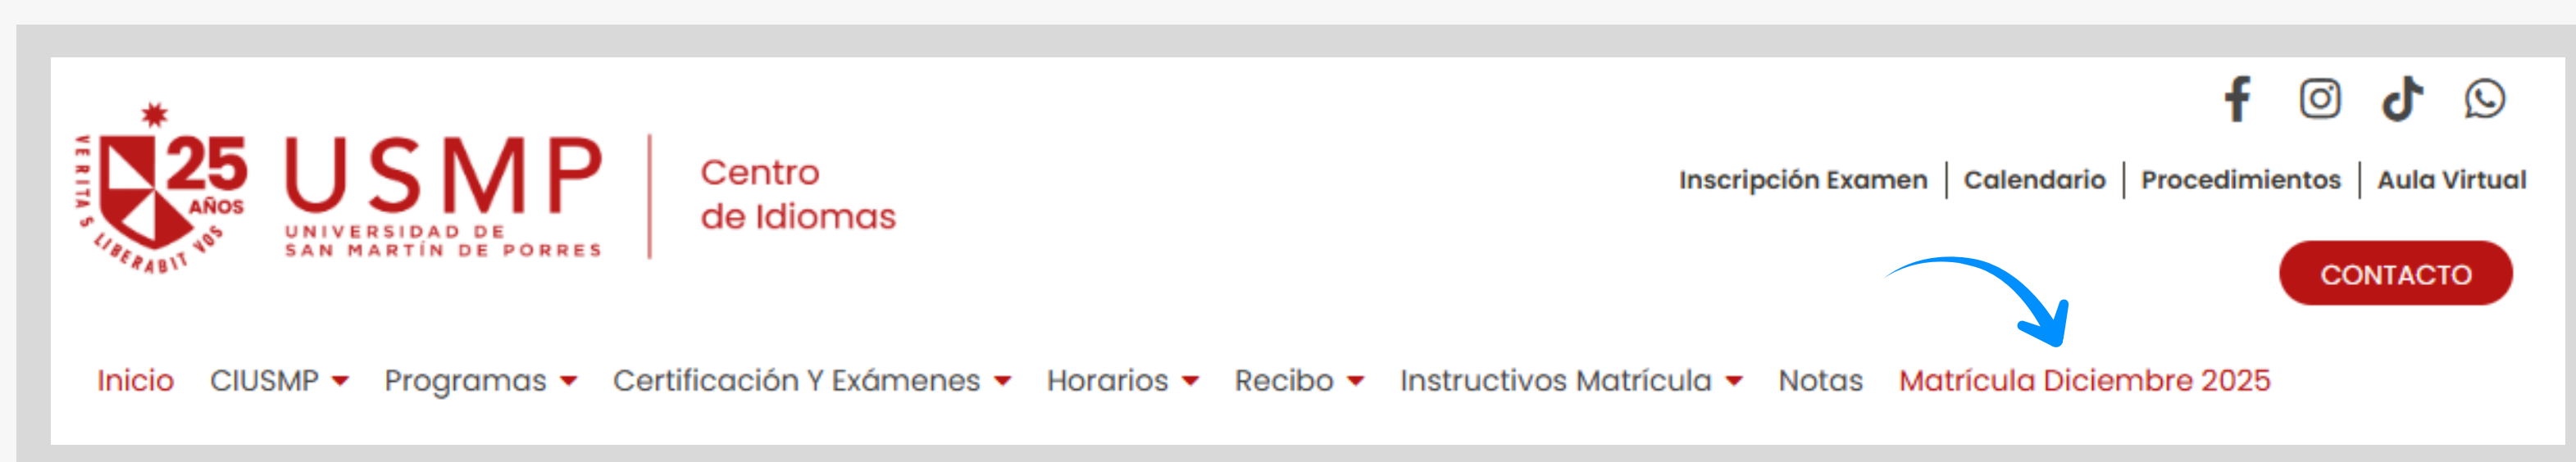 VERITAS LIBERABIT VOS
25
AÑOS
USMP
UNIVERSIDAD DE
SAN MARTÍN DE PORRES
Centro
de Idiomas
Inscripción Examen | Calendario | Procedimientos | Aula Virtual
CONTACTO
Inicio CIUSMP Programas Certificación Y Exámenes Horarios Recibo Instructivos Matrícula Notas Matrícula Diciembre 2025